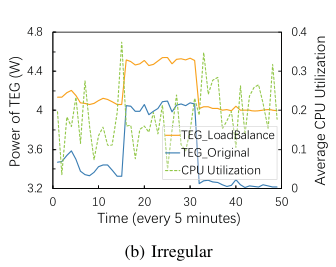 4.8
4.4
4
3.6
3.2
Power of TEG (W)
0.4
0.3
0.2
0.1
0
Average CPU Utilization
TEG_LoadBalance
TEG_Original
CPU Utilization
0 10 20 30 40 50
Time (every 5 minutes)
(b) Irregular